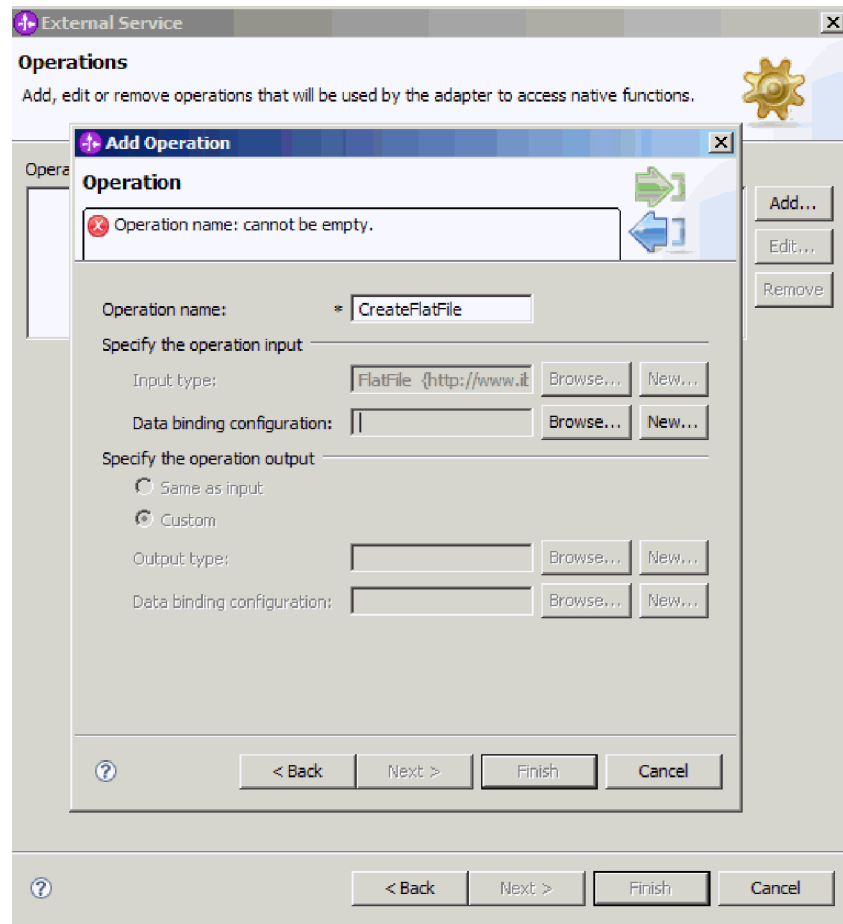 External Service
Operations
Add, edit or remove operations that will be used by the adapter to access native functions.
Opera
Add...
Edit...
Remove
Add Operation
Operation
Operation name: cannot be empty.
Operation name: * CreateFlatFile
Specify the operation input
Input type: FlatFile {http://www.it Browse... New...
Data binding configuration: Browse... New...
Specify the operation output
Same as input
Custom
Output type: Browse... New...
Data binding configuration: Browse... New...
? < Back Next > Finish Cancel
? < Back Next > Finish Cancel